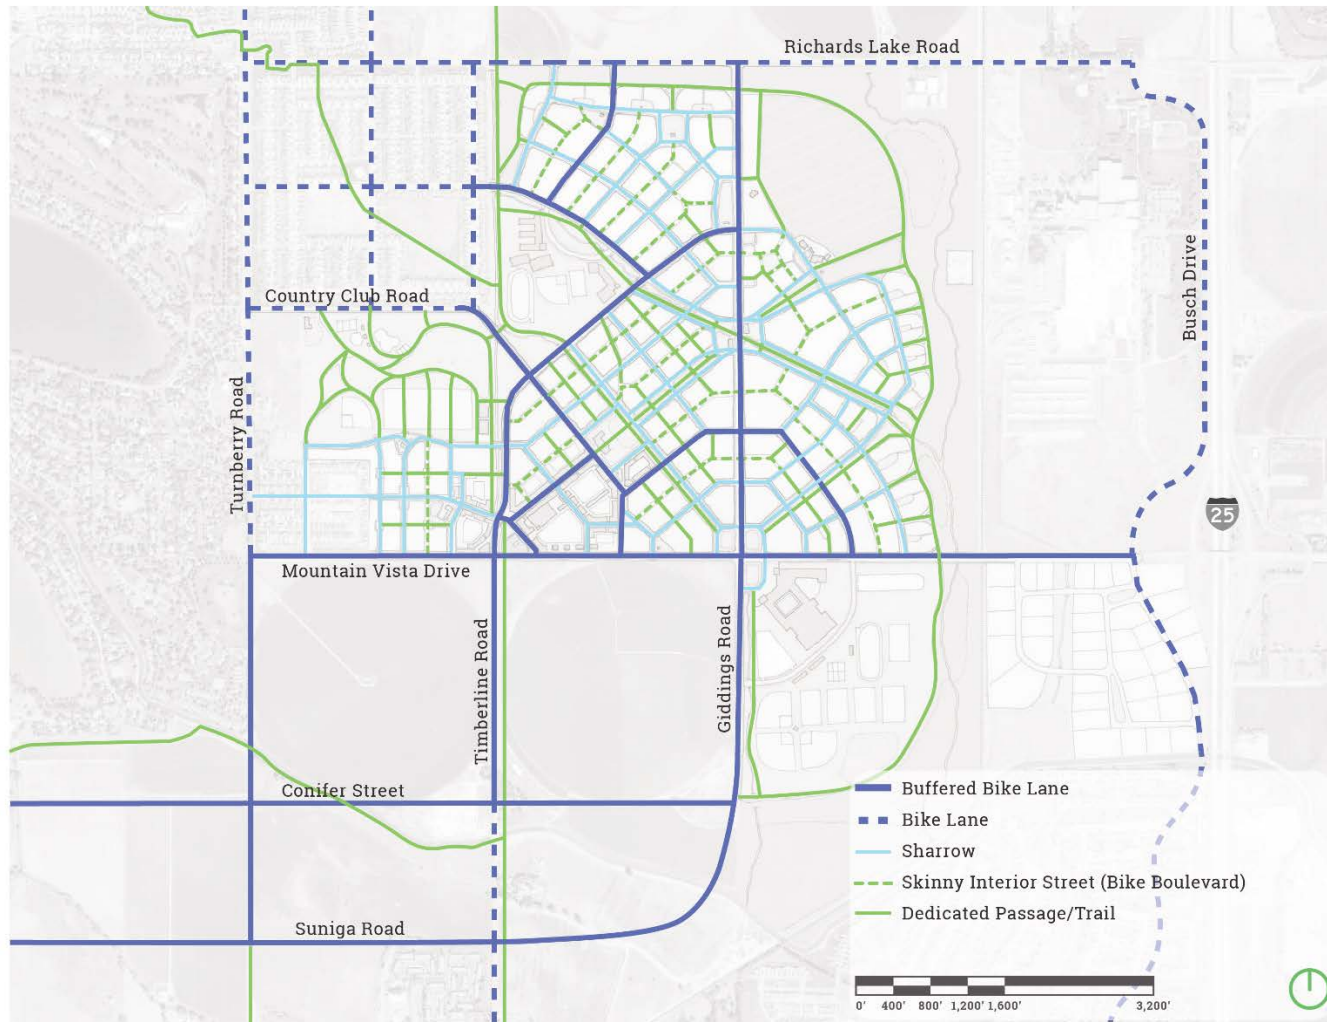 Richards Lake Road
Country Club Road
Turnberry Road
Busch Drive
25
Mountain Vista Drive
Timberline Road
Giddings Road
Conifer Street
Suniga Road
Buffered Bike Lane
Bike Lane
Sharrow
Skinny Interior Street (Bike Boulevard)
Dedicated Passage/Trail
0' 400' 800' 1,200' 1,600' 3,200'